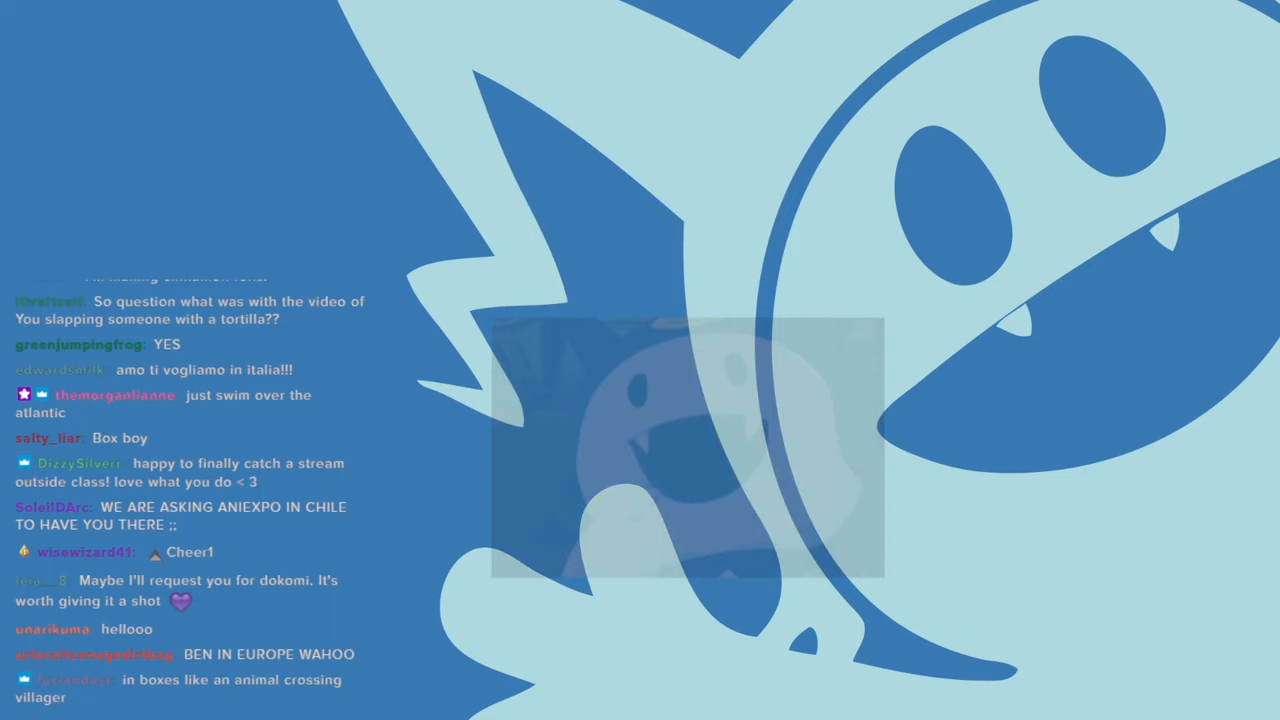 So question what was with the video of
You slapping someone with a tortilla??
greenjumpingfrog: YES
edwardsmilk: amo ti vogliamo in italia!!!
themorganlianne just swim over the
atlantic
salty_liar: Box boy
DizzySilverr happy to finally catch a stream
outside class! love what you do < 3
SoleilDArc: WE ARE ASKING ANIEXPO IN CHILE
TO HAVE YOU THERE ;;
wisewizard41: Cheer1
leia__8 Maybe I'll request you for dokomi. It's
worth giving it a shot
unarikuma hellooo
BEN IN EUROPE WAHOO
in boxes like an animal crossing
villager